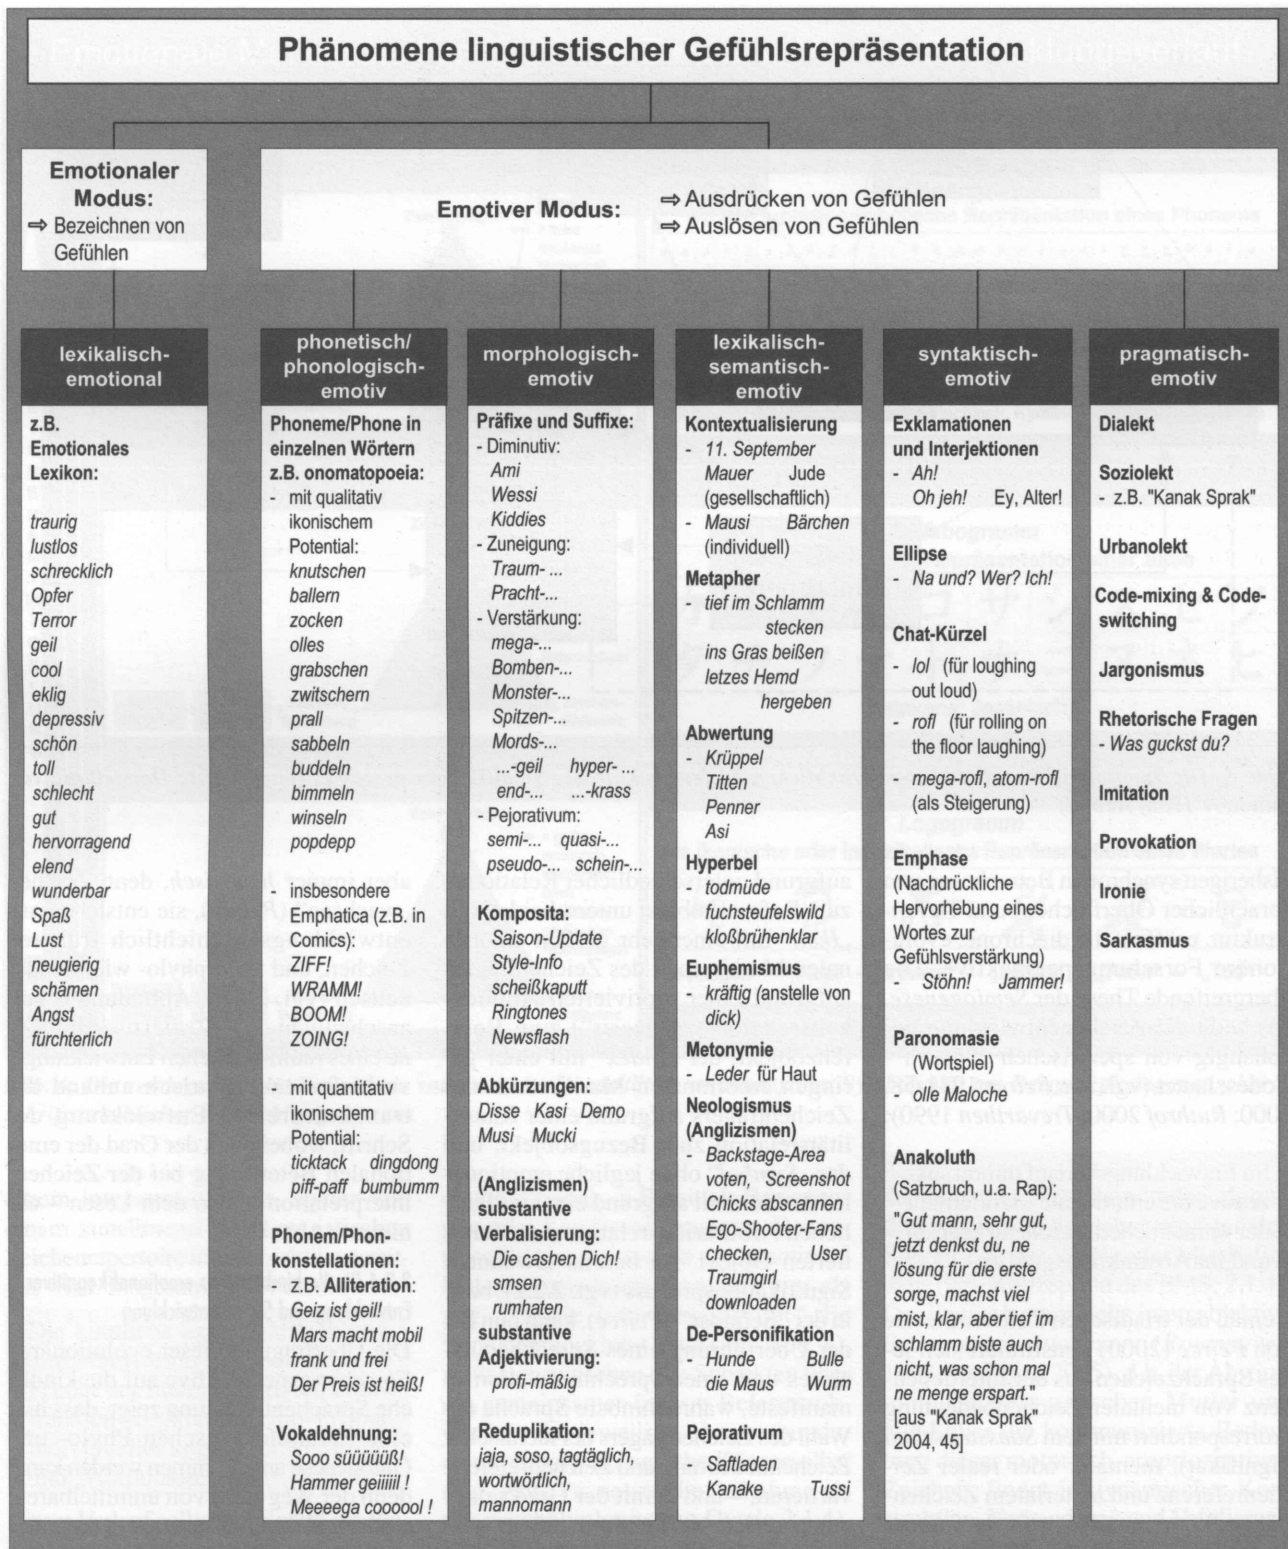 Phänomene linguistischer Gefühlsrepräsentation
Emotionaler
Modus:
⇨ Bezeichnen von
Gefühlen
Emotiver Modus:
⇨ Ausdrücken von Gefühlen
⇨ Auslösen von Gefühlen
lexikalisch-
emotional
z.B.
Emotionales
Lexikon:
traurig
lustlos
schrecklich
Opfer
Terror
geil
cool
eklig
depressiv
schön
toll
schlecht
gut
hervorragend
elend
wunderbar
Spaß
Lust
neugierig
schämen
Angst
fürchterlich
phonetisch/
phonologisch-
emotiv
Phoneme/Phone in
einzelnen Wörtern
z.B. onomatopoeia:
- mit qualitativ
ikonischem
Potential:
knutschen
ballern
zocken
olles
grabschen
zwitschern
prall
sabbeln
buddeln
bimmeln
winseln
popdepp
- insbesondere
Emphatica (z.B. in
Comics):
ZIFF!
WRAMM!
BOOM!
ZOING!
- mit quantitativ
ikonischem
Potential:
ticktack dingdong
piff-paff bumbumm
Phonem/Phon-
konstellationen:
- z.B. Alliteration:
Geiz ist geil!
Mars macht mobil
frank und frei
Der Preis ist heiß!
Vokaldehnung:
Sooo süüüüüß!
Hammer geiiiiil !
Meeeega coooool !
morphologisch-
emotiv
Präfixe und Suffixe:
- Diminutiv:
Ami
Wessi
Kiddies
- Zuneigung:
Traum- ...
Pracht-...
- Verstärkung:
mega-...
Bomben-...
Monster-...
Spitzen-...
Mords-...
...-geil hyper-...
end-... ...-krass
- Pejorativum:
semi-... quasi-...
pseudo-... schein-...
Komposita:
Saison-Update
Style-Info
scheißkaputt
Ringtones
Newsflash
Abkürzungen:
Disse Kasi Demo
Musi Mucki
(Anglizismen)
substantive
Verbalisierung:
Die cashen Dich!
smsen
rumhaten
substantive
Adjektivierung:
profi-mäßig
Reduplikation:
jaja, soso, tagtäglich,
wortwörtlich,
mannomann
lexikalisch-
semantisch-
emotiv
Kontextualisierung
- 11. September
Mauer Jude
(gesellschaftlich)
- Mausi Bärchen
(individuell)
Metapher
- tief im Schlamm
stecken
ins Gras beißen
letzes Hemd
hergeben
Abwertung
- Krüppel
Titten
Penner
Asi
Hyperbel
- todmüde
fuchsteufelswild
kloßbrühenklar
Euphemismus
- kräftig (anstelle von
dick)
Metonymie
- Leder für Haut
Neologismen
(Anglizismen)
- Backstage-Area
voten, Screenshot
Chicks abscannen
Ego-Shooter-Fans
checken, User
Traumgirl
downloaden
De-Personifikation
- Hunde Bulle
die Maus Wurm
Pejorativum
- Saftladen
Kanake Tussi
syntaktisch-
emotiv
Exklamationen
und Interjektionen
- Ah!
Oh jeh! Ey, Alter!
Ellipse
- Na und? Wer? Ich!
Chat-Kürzel
- lol (für loughing
out loud)
- rofl (für rolling on
the floor laughing)
- mega-rofl, atom-rofl
(als Steigerung)
Emphase
(Nachdrückliche
Hervorhebung eines
Wortes zur
Gefühlsverstärkung)
- Stöhn! Jammer!
Paronomasie
(Wortspiel)
- olle Maloche
Anakoluth
(Satzbruch, u.a. Rap):
"Gut mann, sehr gut,
jetzt denkst du, ne
lösung für die erste
sorge, machst viel
mist, klar, aber tief im
schlamm biste auch
nicht, was schon mal
ne menge erspart."
[aus "Kanak Sprak"
2004, 45]
pragmatisch-
emotiv
Dialekt
Soziolekt
- z.B. "Kanak Sprak"
Urbanolekt
Code-mixing & Code-
switching
Jargonismus
Rhetorische Fragen
- Was guckst du?
Imitation
Provokation
Ironie
Sarkasmus